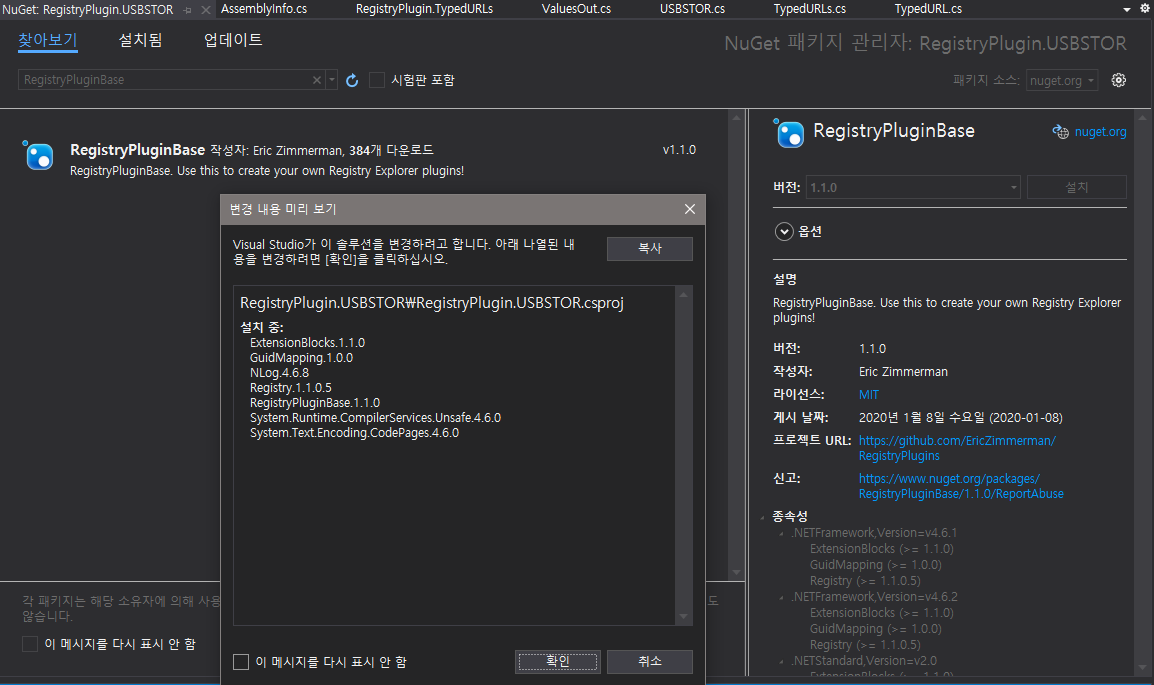 NuGet: RegistryPlugin.USBSTOR
AssemblyInfo.cs
RegistryPlugin.TypedURLs
ValuesOut.cs
USBSTOR.cs
TypedURLs.cs
TypedURL.cs
찾아보기
설치됨
업데이트
NuGet 패키지 관리자: RegistryPlugin.USBSTOR
RegistryPluginBase
시험판 포함
패키지 소스: nuget.org
RegistryPluginBase 작성자: Eric Zimmerman, 384개 다운로드
v1.1.0
RegistryPluginBase. Use this to create your own Registry Explorer plugins!
변경 내용 미리 보기
Visual Studio가 이 솔루션을 변경하려고 합니다. 아래 나열된 내
용을 변경하려면 [확인]을 클릭하십시오.
복사
RegistryPlugin.USBSTOR₩RegistryPlugin.USBSTOR.csproj
설치 중:
ExtensionBlocks.1.1.0
GuidMapping.1.0.0
NLog.4.6.8
Registry.1.1.0.5
RegistryPluginBase.1.1.0
System.Runtime.CompilerServices.Unsafe.4.6.0
System.Text.Encoding.CodePages.4.6.0
이 메시지를 다시 표시 안 함
확인
취소
각 패키지는 해당 소유자에 의해 사용
도
않습니다.
이 메시지를 다시 표시 안 함
RegistryPluginBase
nuget.org
버전:
1.1.0
설치
옵션
설명
RegistryPluginBase. Use this to create your own Registry Explorer
plugins!
버전: 1.1.0
작성자: Eric Zimmerman
라이선스: MIT
게시 날짜: 2020년 1월 8일 수요일 (2020-01-08)
프로젝트 URL: https://github.com/EricZimmerman/
RegistryPlugins
신고: https://www.nuget.org/packages/
RegistryPluginBase/1.1.0/ReportAbuse
종속성
.NETFramework,Version=v4.6.1
ExtensionBlocks (>= 1.1.0)
GuidMapping (>= 1.0.0)
Registry (>= 1.1.0.5)
.NETFramework,Version=v4.6.2
ExtensionBlocks (>= 1.1.0)
GuidMapping (>= 1.0.0)
Registry (>= 1.1.0.5)
.NETStandard,Version=v2.0
ExtensionBlocks (>= 1.1.0)